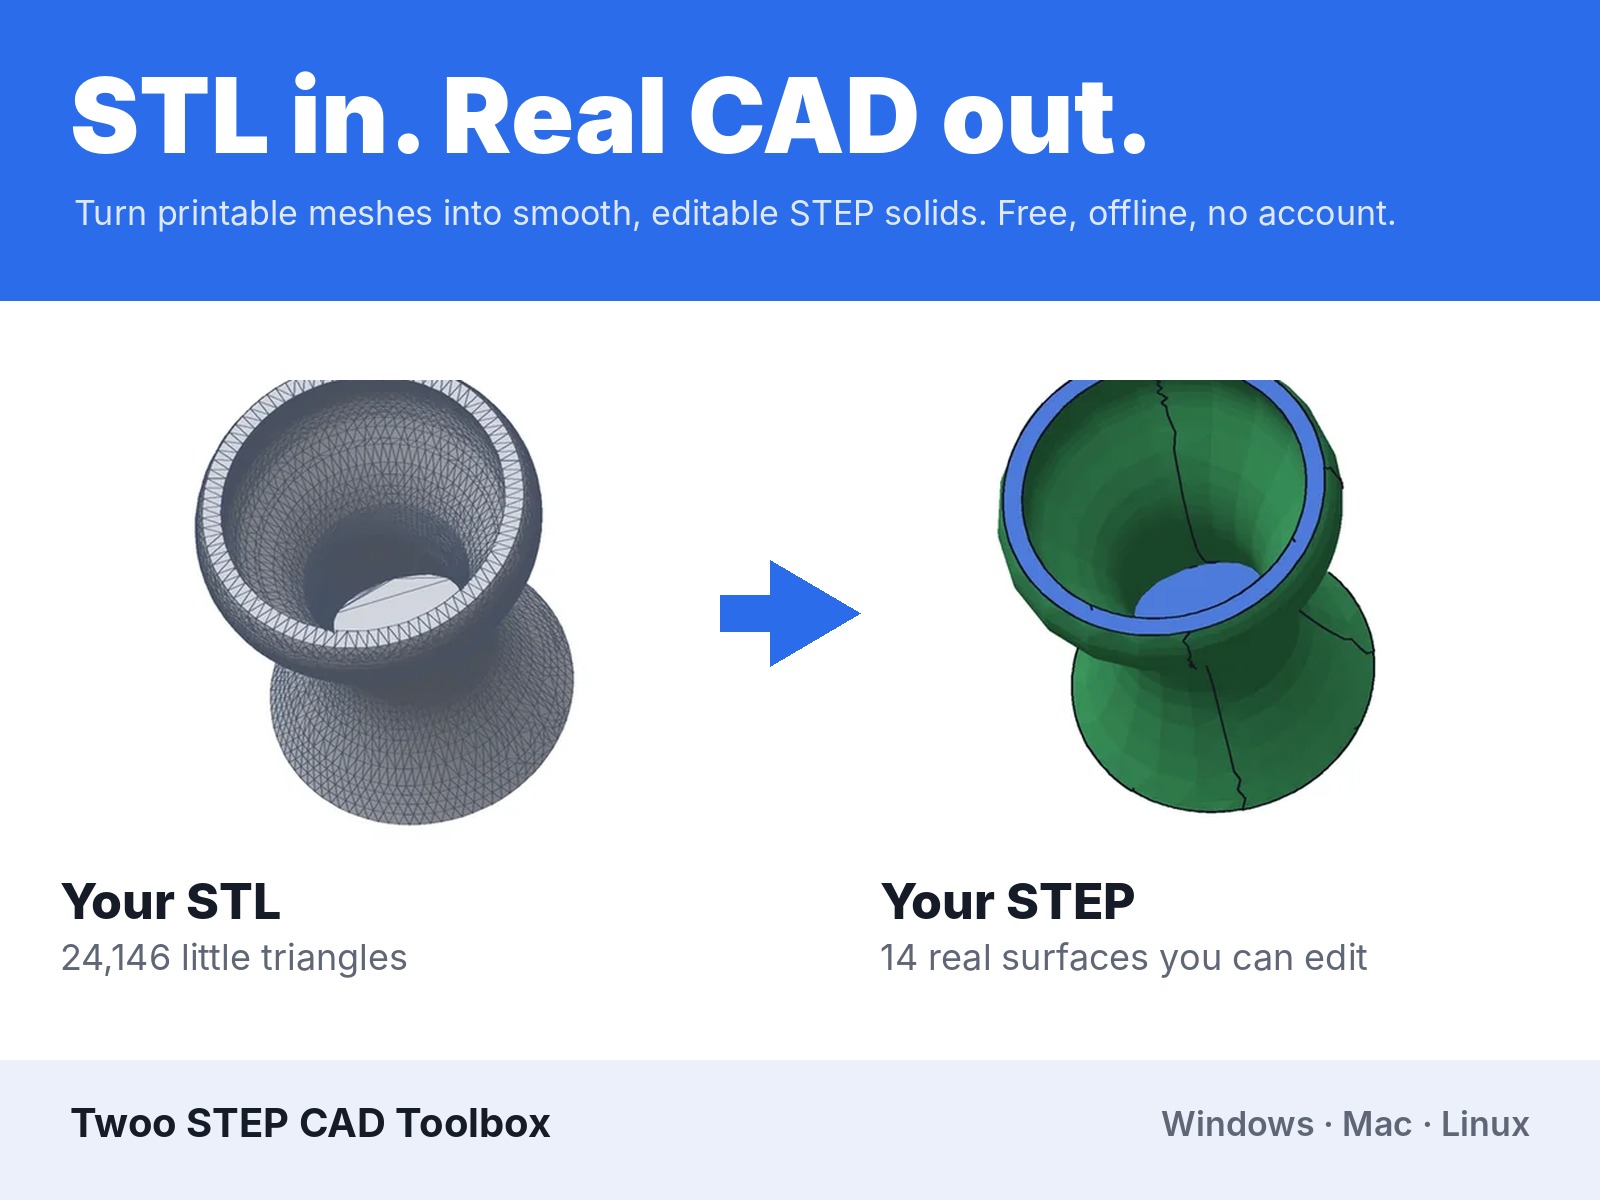 STL in. Real CAD out.
Turn printable meshes into smooth, editable STEP solids. Free, offline, no account.
Your STL
24,146 little triangles
Your STEP
14 real surfaces you can edit
Twoo STEP CAD Toolbox
Windows · Mac · Linux